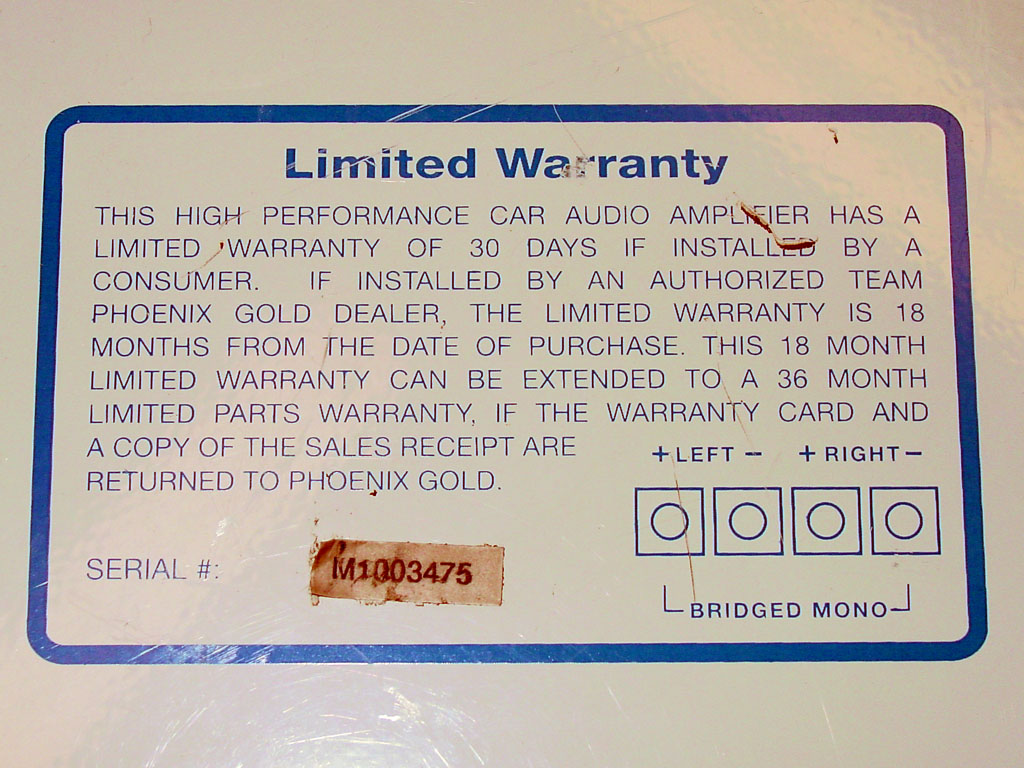 Limited Warranty
THIS HIGH PERFORMANCE CAR AUDIO AMPLIFIER HAS A
LIMITED WARRANTY OF 30 DAYS IF INSTALLED BY A
CONSUMER. IF INSTALLED BY AN AUTHORIZED TEAM
PHOENIX GOLD DEALER, THE LIMITED WARRANTY IS 18
MONTHS FROM THE DATE OF PURCHASE. THIS 18 MONTH
LIMITED WARRANTY CAN BE EXTENDED TO A 36 MONTH
LIMITED PARTS WARRANTY, IF THE WARRANTY CARD AND
A COPY OF THE SALES RECEIPT ARE
RETURNED TO PHOENIX GOLD.
+ LEFT – + RIGHT –
SERIAL #: M1003475
BRIDGED MONO